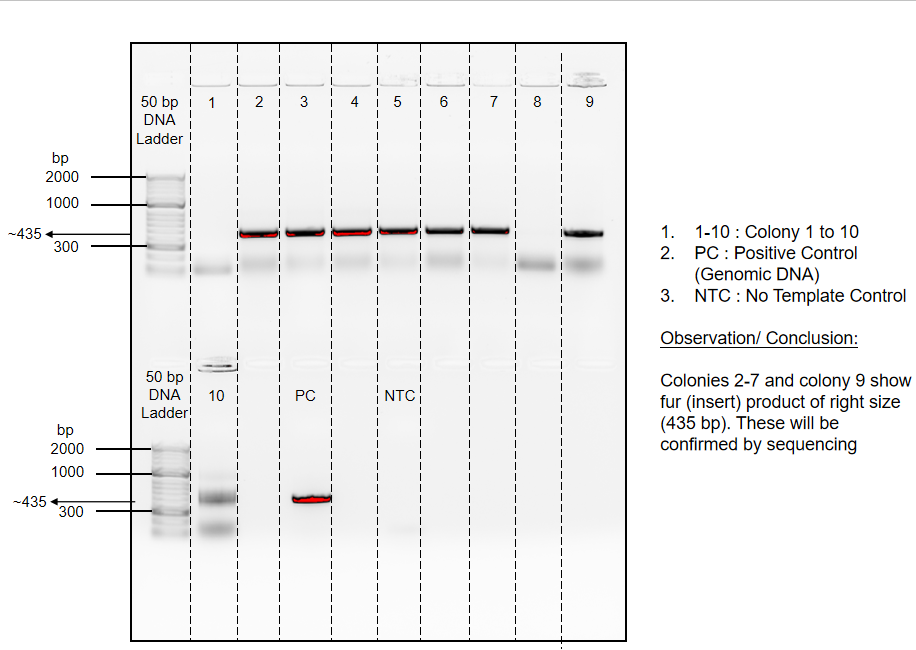 50 bp
DNA
Ladder
1
2
3
4
5
6
7
8
9
bp
2000
1000
~435
300
50 bp
DNA
Ladder
10
PC
NTC
bp
2000
1000
~435
300
1. 1-10 : Colony 1 to 10
2. PC : Positive Control
(Genomic DNA)
3. NTC : No Template Control
Observation/ Conclusion:
Colonies 2-7 and colony 9 show
fur (insert) product of right size
(435 bp). These will be
confirmed by sequencing